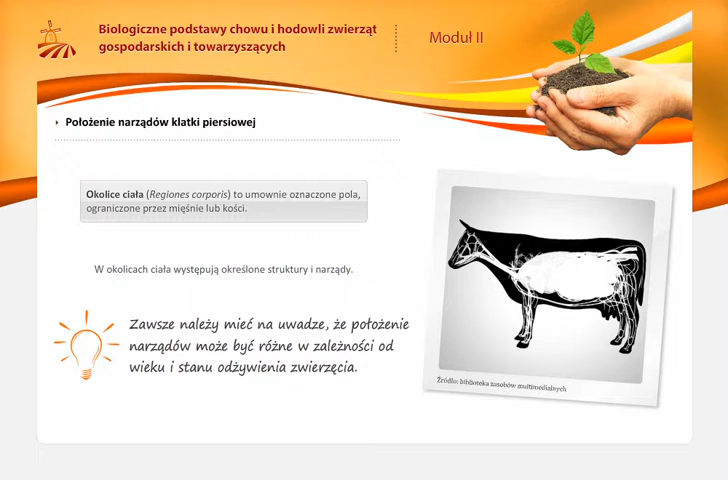 Biologiczne podstawy chowu i hodowli zwierząt
gospodarskich i towarzyszących
Moduł II
Położenie narządów klatki piersiowej
Okolice ciała (Regiones corporis) to umownie oznaczone pola,
ograniczone przez mięśnie lub kości.
W okolicach ciała występują określone struktury i narządy.
Zawsze należy mieć na uwadze, że położenie
narządów może być różne w zależności od
wieku i stanu odżywienia zwierzęcia.
Źródło: biblioteka zasobów multimedialnych